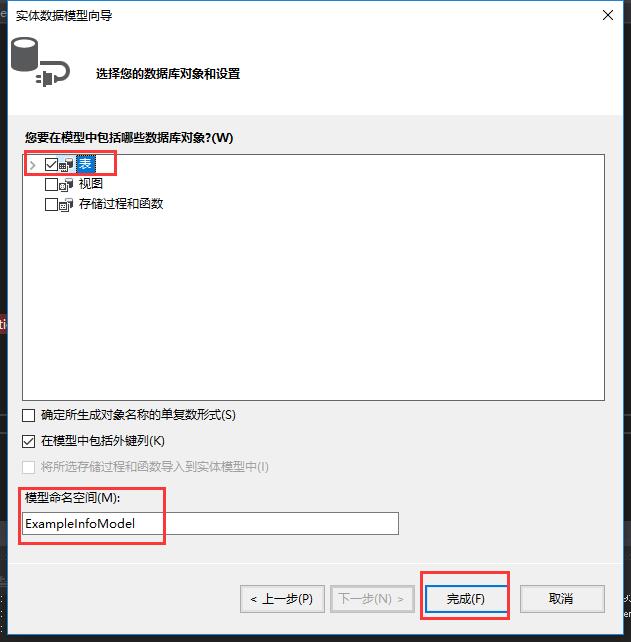 实体数据模型向导
选择您的数据库对象和设置
您要在模型中包括哪些数据库对象?(W)
表
视图
存储过程和函数
确定所生成对象名称的单复数形式(S)
在模型中包括外键列(K)
将所选存储过程和函数导入到实体模型中(I)
模型命名空间(M):
ExampleInfoModel
< 上一步(P) 下一步(N) > 完成(F) 取消